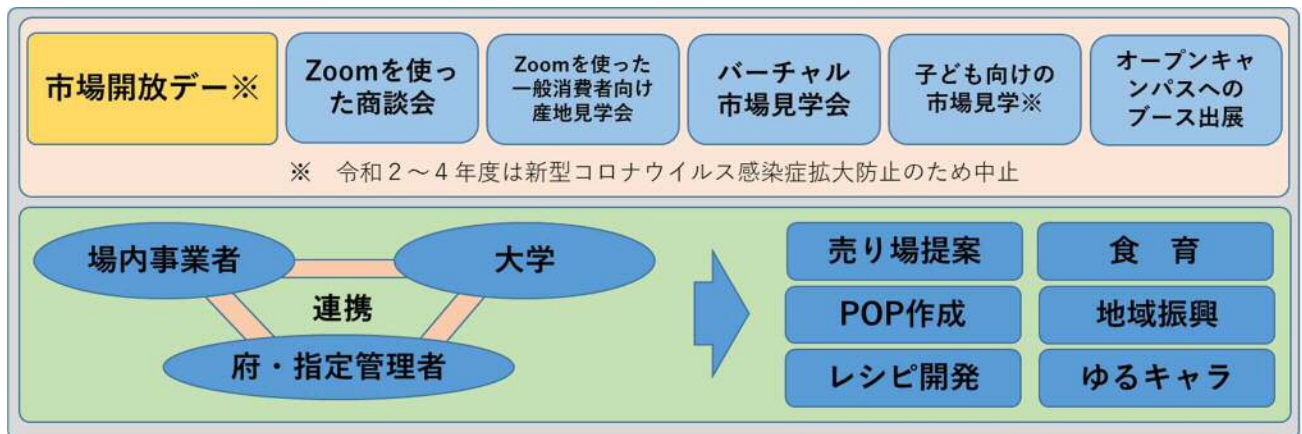 市場開放デー※
Zoomを使っ
た商談会
Zoomを使った
一般消費者向け
産地見学会
バーチャル
市場見学会
子ども向けの
市場見学※
オープンキャ
ンパスへの
ブース出展
※　令和２～４年度は新型コロナウイルス感染症拡大防止のため中止
場内事業者
大学
連携
府・指定管理者
売り場提案
食　育
POP作成
地域振興
レシピ開発
ゆるキャラ